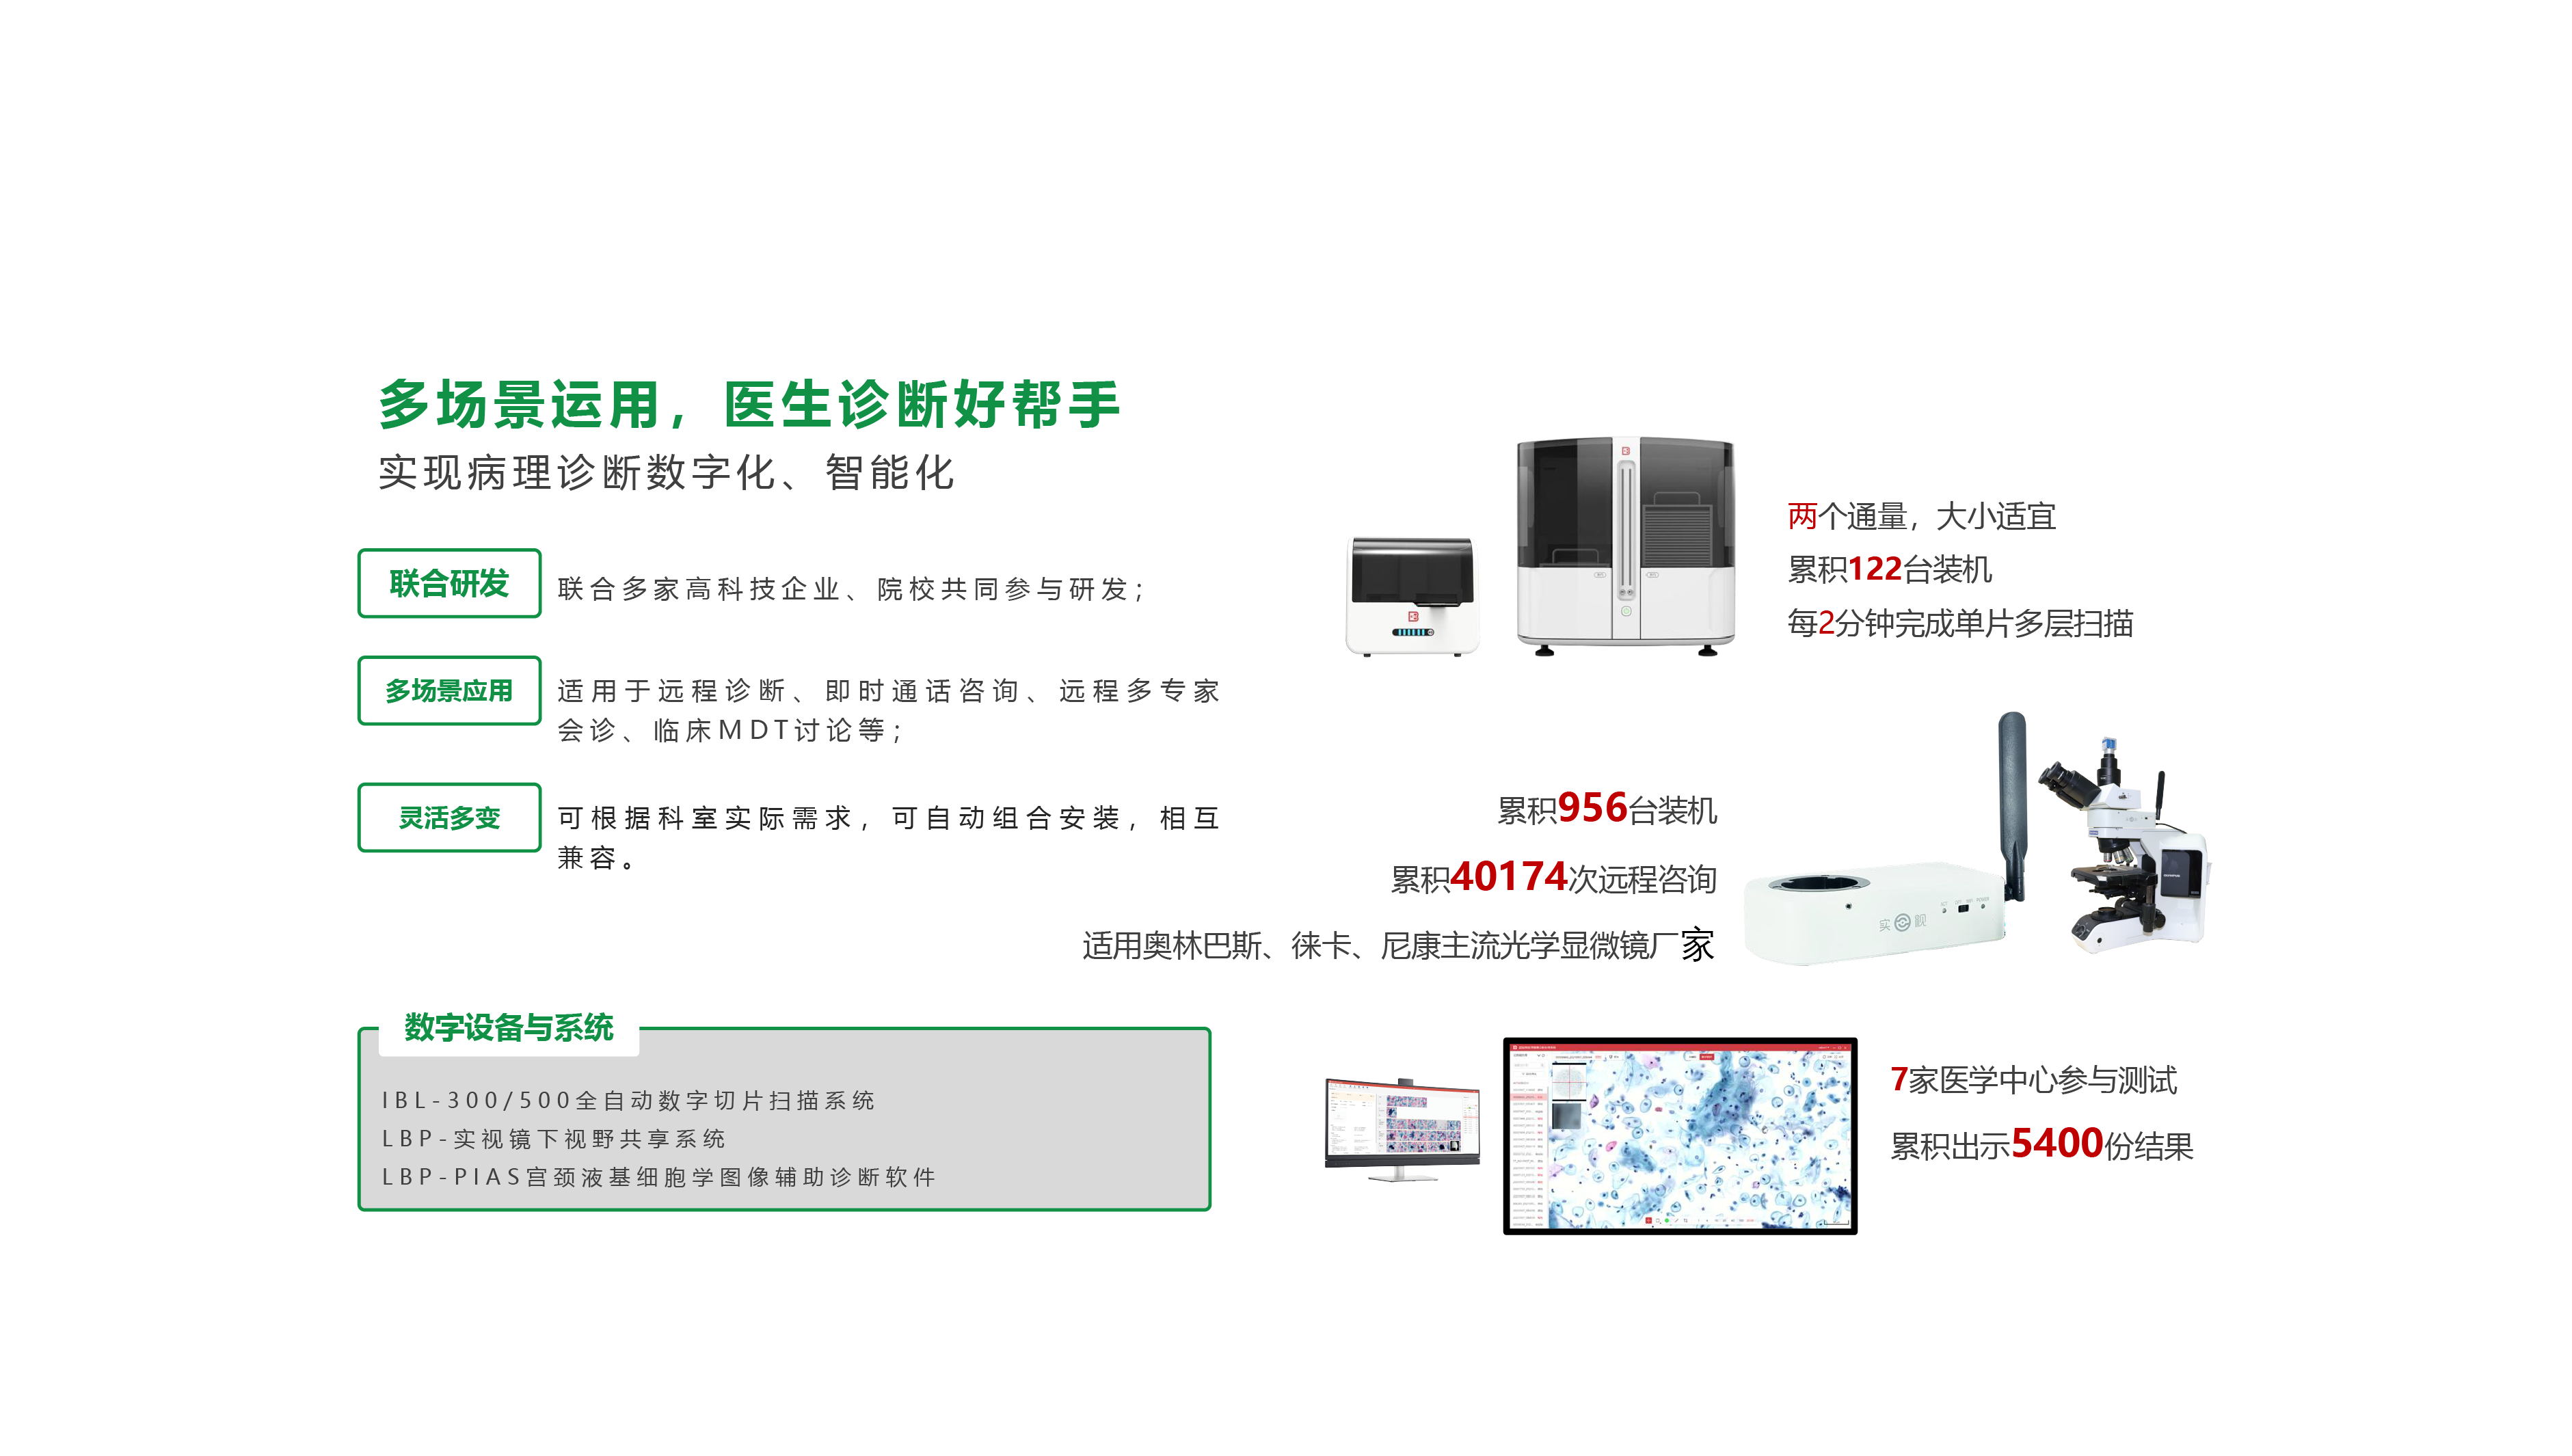 多场景运用，医生诊断好帮手
实现病理诊断数字化、智能化
联合研发
联合多家高科技企业、院校共同参与研发；
多场景应用
适用于远程诊断、即时通话咨询、远程多专家
会诊、临床MDT讨论等；
灵活多变
可根据科室实际需求，可自动组合安装，相互
兼容。
数字设备与系统
IBL-300/500全自动数字切片扫描系统
LBP-实视镜下视野共享系统
LBP-PIAS宫颈液基细胞学图像辅助诊断软件
两个通量，大小适宜
累积122台装机
每2分钟完成单片多层扫描
累积956台装机
累积40174次远程咨询
适用奥林巴斯、徕卡、尼康主流光学显微镜厂家
实视
7家医学中心参与测试
累积出示5400份结果